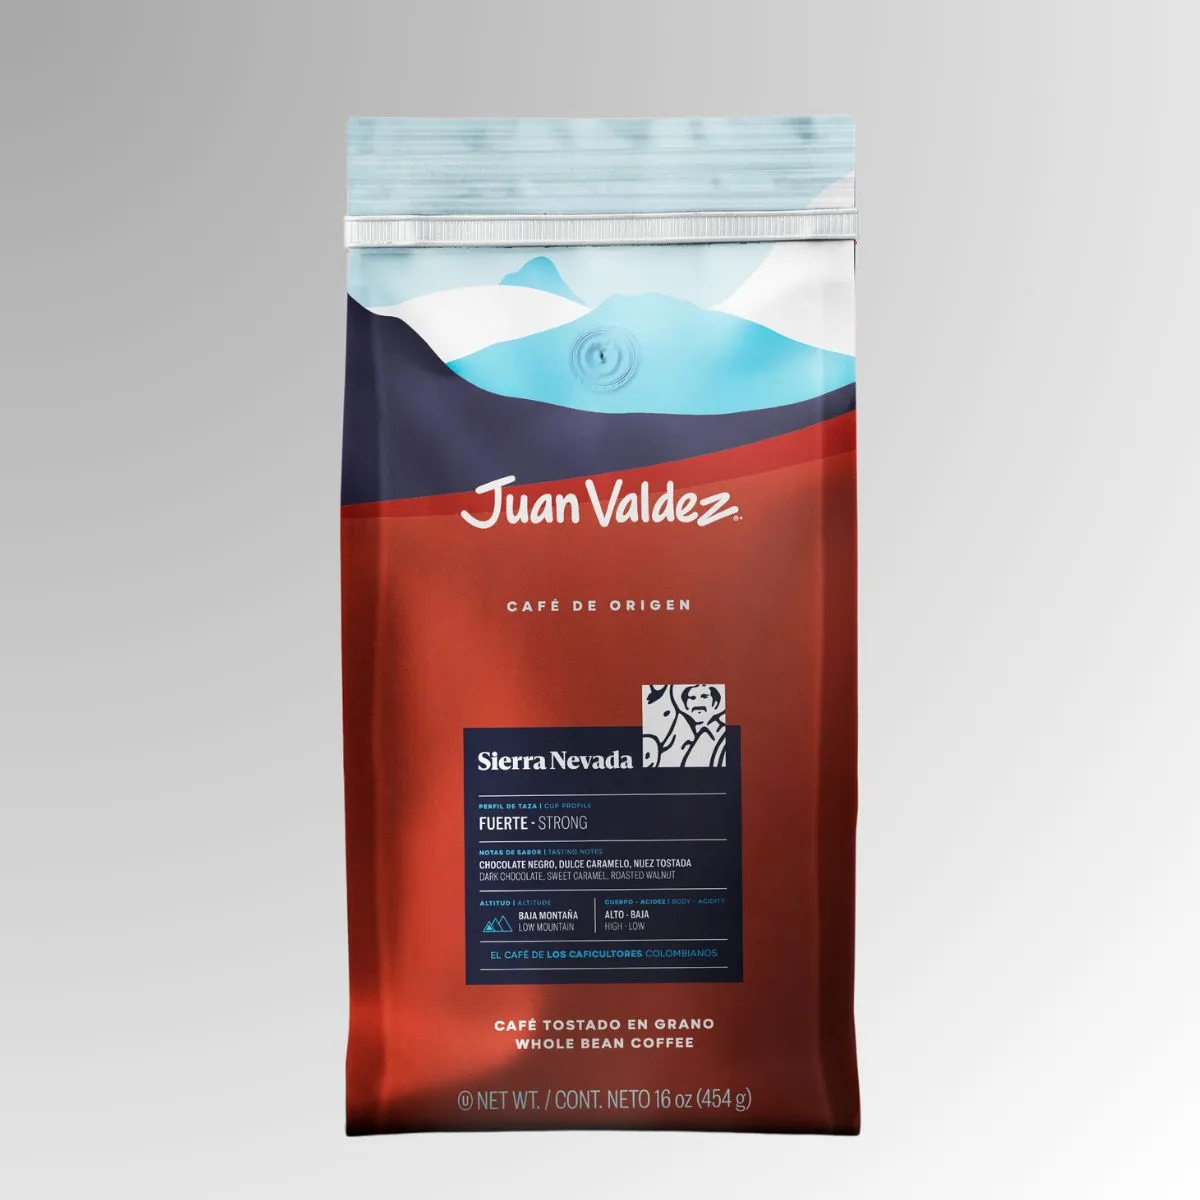 Juan Valdez®
CAFÉ DE ORIGEN
Sierra Nevada
PERFIL DE TAZA | CUP PROFILE
FUERTE - STRONG
NOTAS DE SABOR | TASTING NOTES
CHOCOLATE NEGRO, DULCE CARAMELO, NUEZ TOSTADA
DARK CHOCOLATE, SWEET CARAMEL, ROASTED WALNUT
ALTITUD | ALTITUDE
BAJA MONTAÑA
LOW MOUNTAIN
CUERPO - ACIDEZ | BODY - ACIDITY
ALTO - BAJA
HIGH - LOW
EL CAFÉ DE LOS CAFICULTORES COLOMBIANOS
CAFÉ TOSTADO EN GRANO
WHOLE BEAN COFFEE
Ⓤ NET WT. / CONT. NETO 16 oz (454 g)